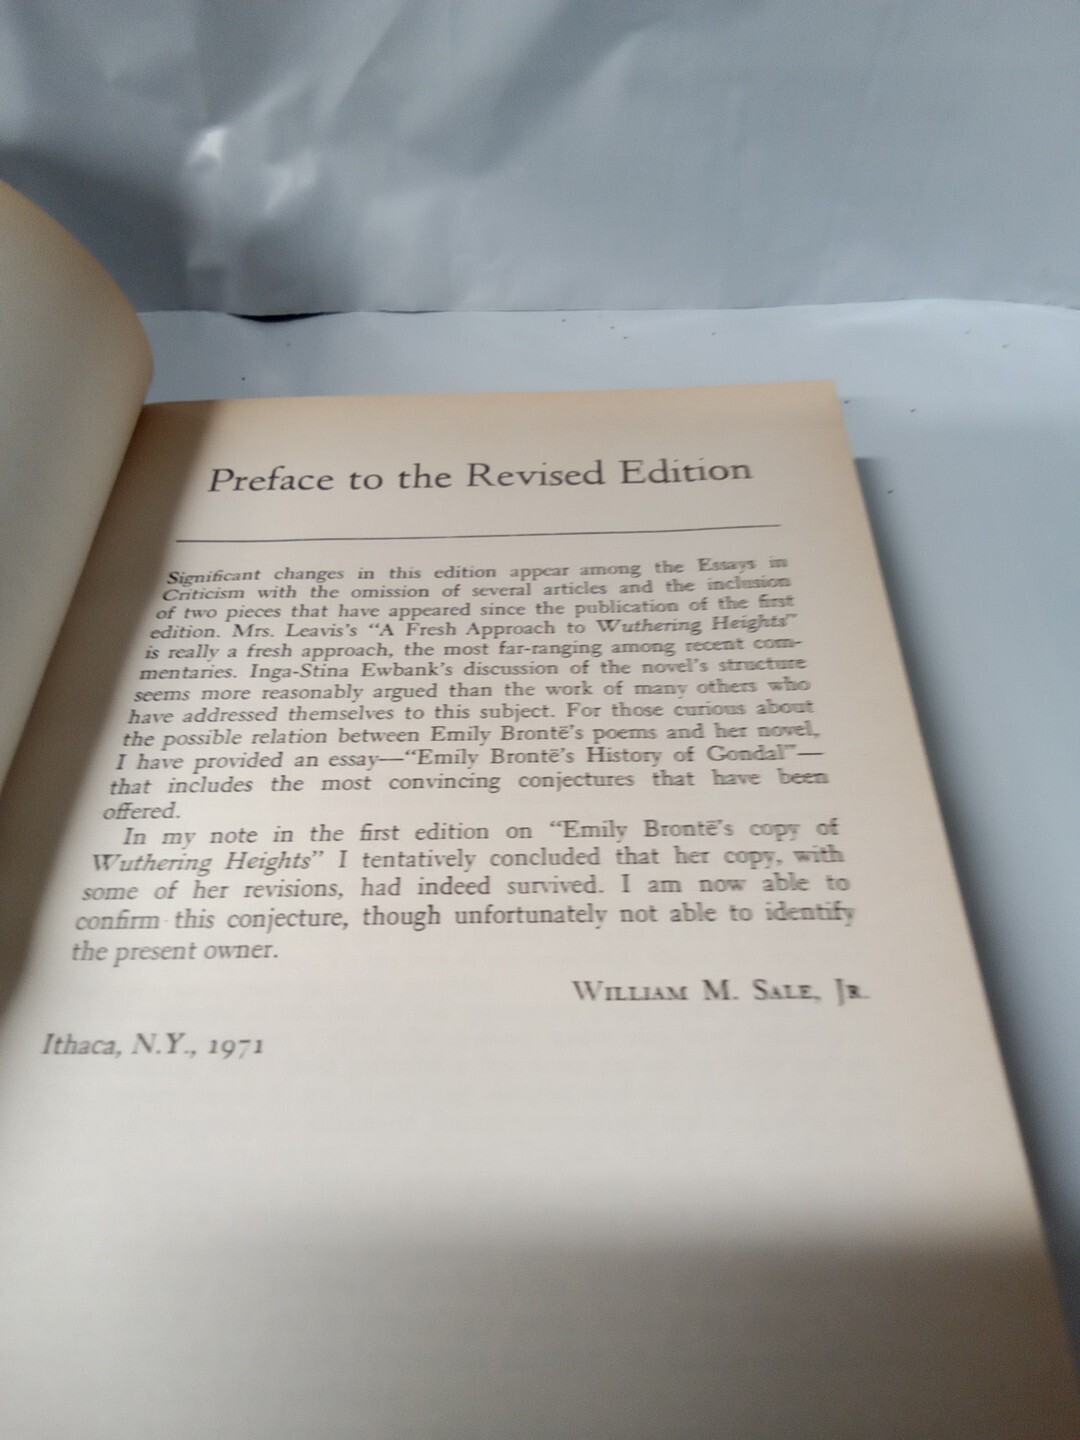 Preface to the Revised Edition
Significant changes in this edition appear among the Essays in
Criticism with the omission of several articles and the inclusion
of two pieces that have appeared since the publication of the first
edition. Mrs. Leavis's “A Fresh Approach to Wuthering Heights”
is really a fresh approach, the most far-ranging among recent com-
mentaries. Inga-Stina Ewbank's discussion of the novel's structure
seems more reasonably argued than the work of many others who
have addressed themselves to this subject. For those curious about
the possible relation between Emily Brontë's poems and her novel,
I have provided an essay—“Emily Brontë's History of Gondal”—
that includes the most convincing conjectures that have been
offered.
In my note in the first edition on “Emily Brontë's copy of
Wuthering Heights” I tentatively concluded that her copy, with
some of her revisions, had indeed survived. I am now able to
confirm this conjecture, though unfortunately not able to identify
the present owner.
William M. Sale, Jr.
Ithaca, N.Y., 1971